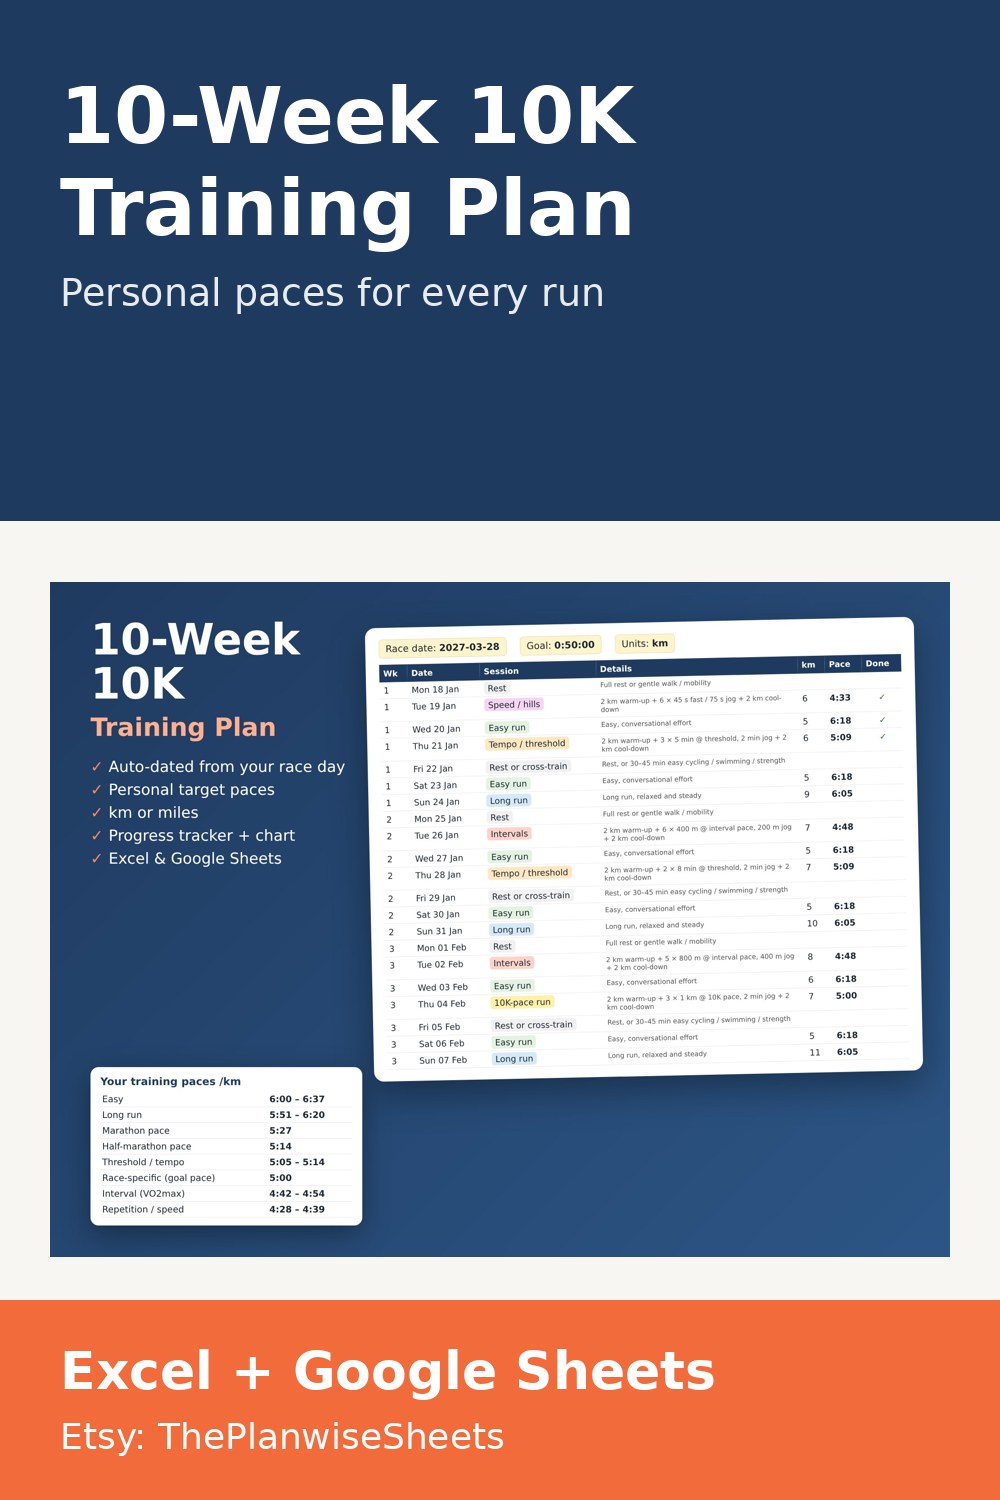 10-Week 10K
Training Plan
Personal paces for every run
10-Week
10K
Training Plan
✓ Auto-dated from your race day
✓ Personal target paces
✓ km or miles
✓ Progress tracker + chart
✓ Excel & Google Sheets
Race date: 2027-03-28 Goal: 0:50:00 Units: km
Wk Date Session Details km Pace Done
1 Mon 18 Jan Rest Full rest or gentle walk / mobility
1 Tue 19 Jan Speed / hills 2 km warm-up + 6 × 45 s fast / 75 s jog + 2 km cool- 6 4:33 ✓
down
1 Wed 20 Jan Easy run Easy, conversational effort 5 6:18 ✓
1 Thu 21 Jan Tempo / threshold 2 km warm-up + 3 × 5 min @ threshold, 2 min jog + 2 6 5:09 ✓
km cool-down
1 Fri 22 Jan Rest or cross-train Rest, or 30–45 min easy cycling / swimming / strength
1 Sat 23 Jan Easy run Easy, conversational effort 5 6:18
1 Sun 24 Jan Long run Long run, relaxed and steady 9 6:05
2 Mon 25 Jan Rest Full rest or gentle walk / mobility
2 Tue 26 Jan Intervals 2 km warm-up + 6 × 400 m @ interval pace, 200 m jog 7 4:48
+ 2 km cool-down
2 Wed 27 Jan Easy run Easy, conversational effort 5 6:18
2 Thu 28 Jan Tempo / threshold 2 km warm-up + 2 × 8 min @ threshold, 2 min jog + 2 7 5:09
km cool-down
2 Fri 29 Jan Rest or cross-train Rest, or 30–45 min easy cycling / swimming / strength
2 Sat 30 Jan Easy run Easy, conversational effort 5 6:18
2 Sun 31 Jan Long run Long run, relaxed and steady 10 6:05
3 Mon 01 Feb Rest Full rest or gentle walk / mobility
3 Tue 02 Feb Intervals 2 km warm-up + 5 × 800 m @ interval pace, 400 m jog 8 4:48
+ 2 km cool-down
3 Wed 03 Feb Easy run Easy, conversational effort 6 6:18
3 Thu 04 Feb 10K-pace run 2 km warm-up + 3 × 1 km @ 10K pace, 2 min jog + 2 7 5:00
km cool-down
3 Fri 05 Feb Rest or cross-train Rest, or 30–45 min easy cycling / swimming / strength
3 Sat 06 Feb Easy run Easy, conversational effort 5 6:18
3 Sun 07 Feb Long run Long run, relaxed and steady 11 6:05
Your training paces /km
Easy 6:00 – 6:37
Long run 5:51 – 6:20
Marathon pace 5:27
Half-marathon pace 5:14
Threshold / tempo 5:05 – 5:14
Race-specific (goal pace) 5:00
Interval (VO2max) 4:42 – 4:54
Repetition / speed 4:28 – 4:39
Excel + Google Sheets
Etsy: ThePlanwiseSheets